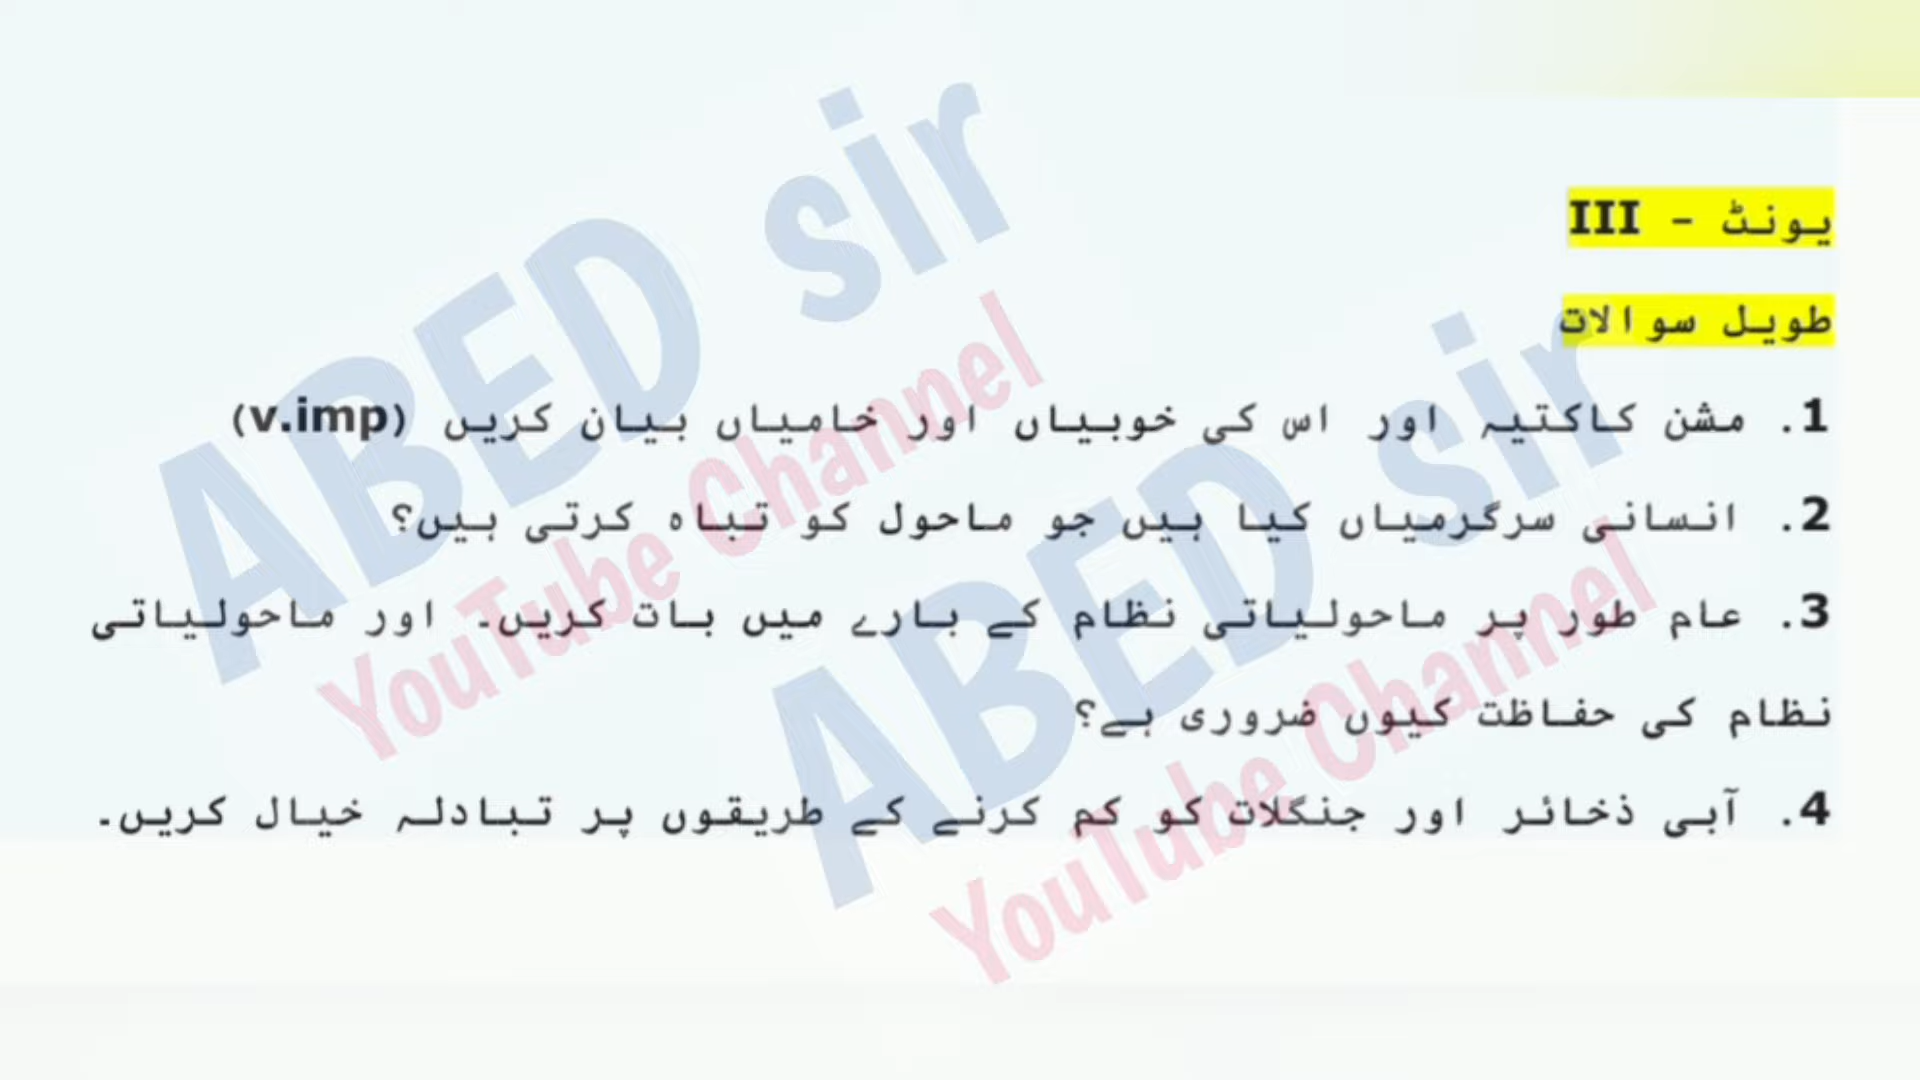 یونٹ - III
طویل سوالات
1. مشن کاکتیہ اور اس کی خوبیاں اور خامیاں بیان کریں (v.imp)
2. انسانی سرگرمیاں کیا ہیں جو ماحول کو تباہ کرتی ہیں؟
3. عام طور پر ماحولیاتی نظام کے بارے میں بات کریں۔ اور ماحولیاتی
نظام کی حفاظت کیوں ضروری ہے؟
4. آبی ذخائر اور جنگلات کو کم کرنے کے طریقوں پر تبادلہ خیال کریں۔
ABED sir
YouTube Channel
ABED sir
YouTube Channel